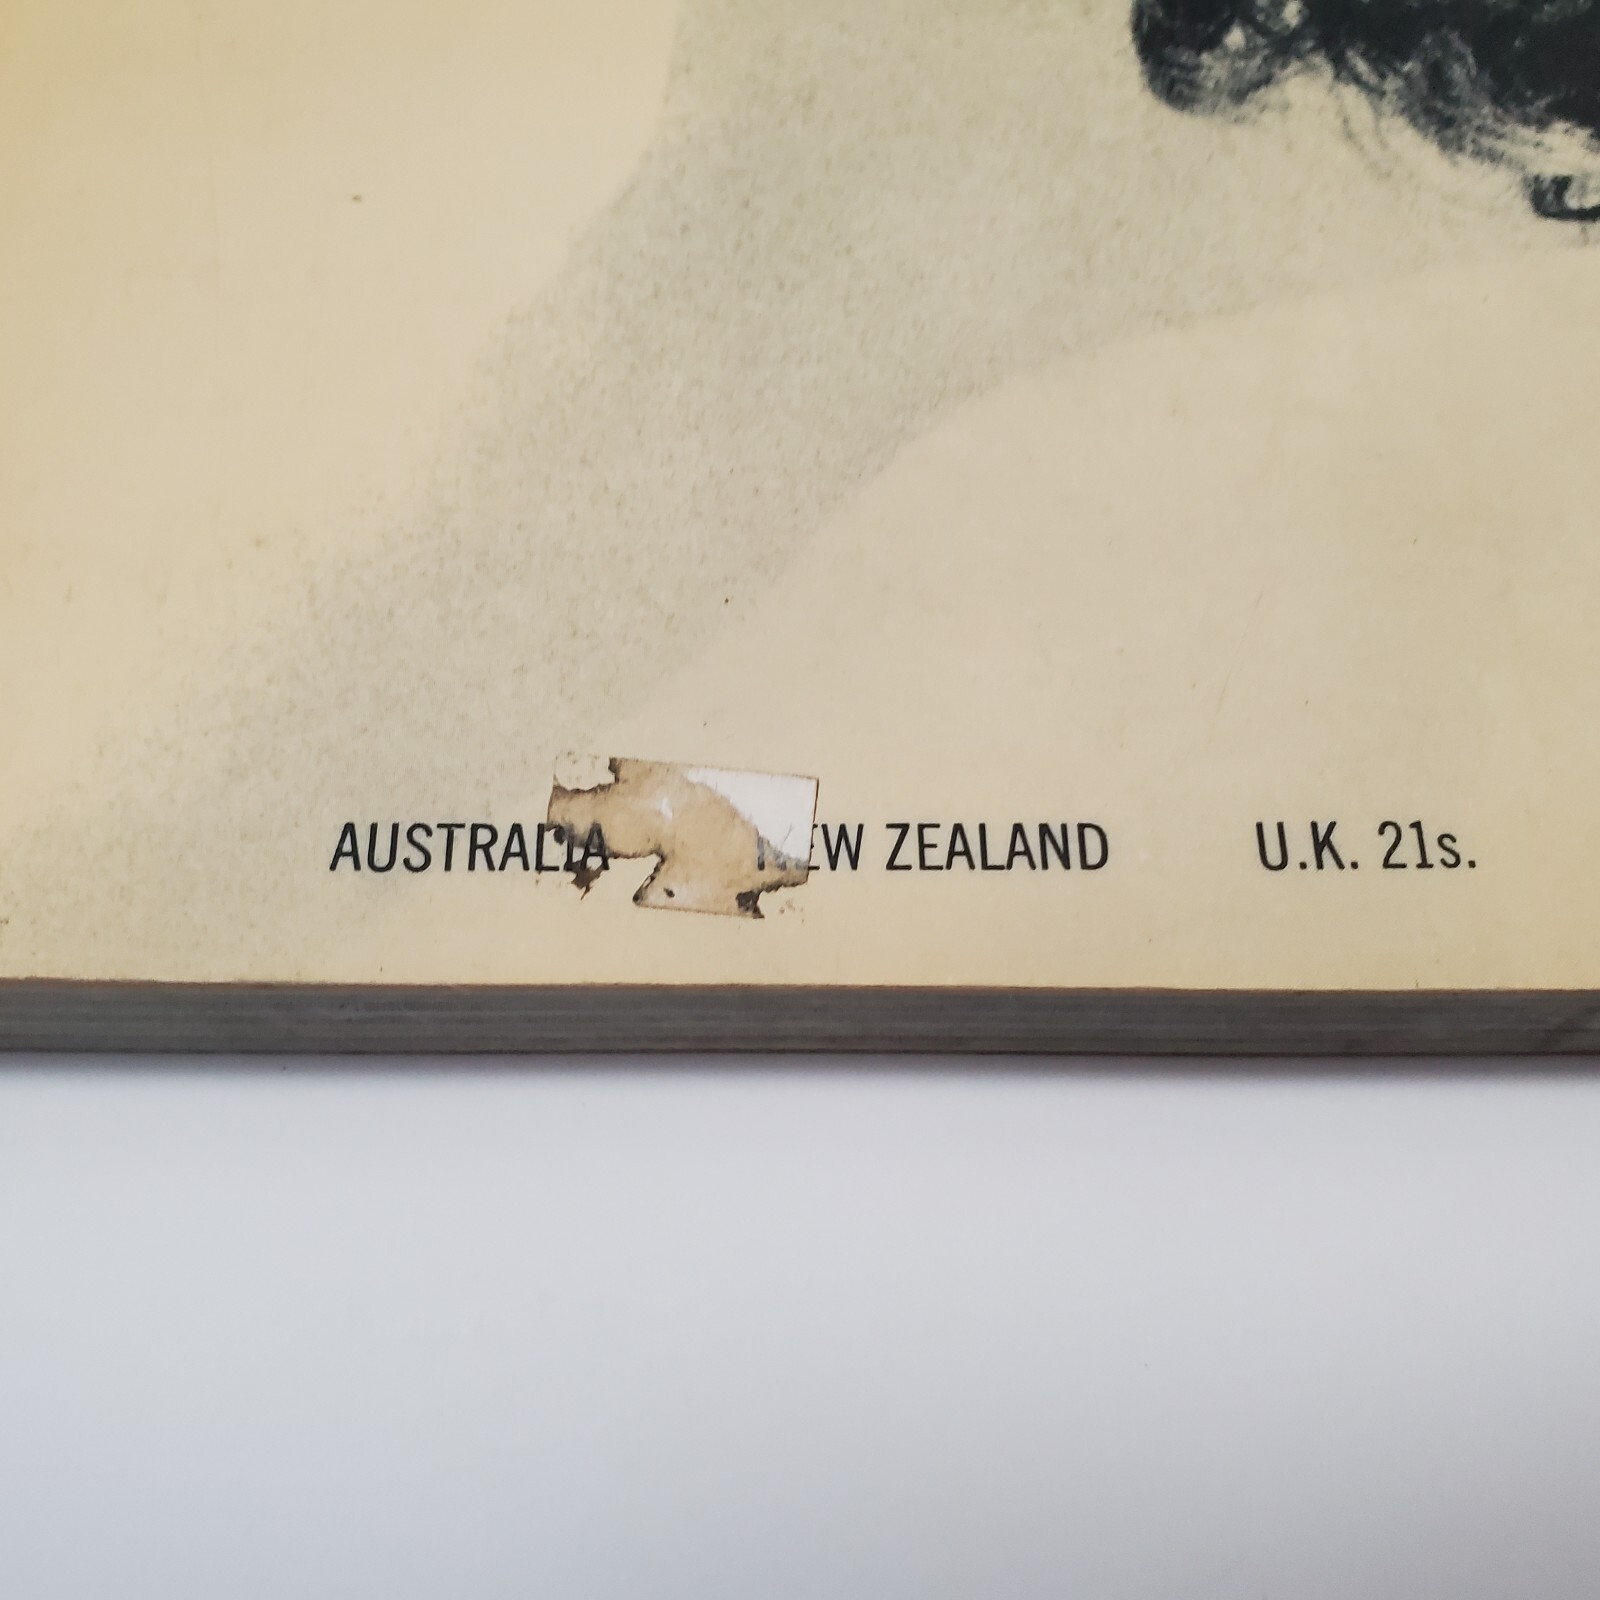 AUSTRALIA NEW ZEALAND U.K. 21s.